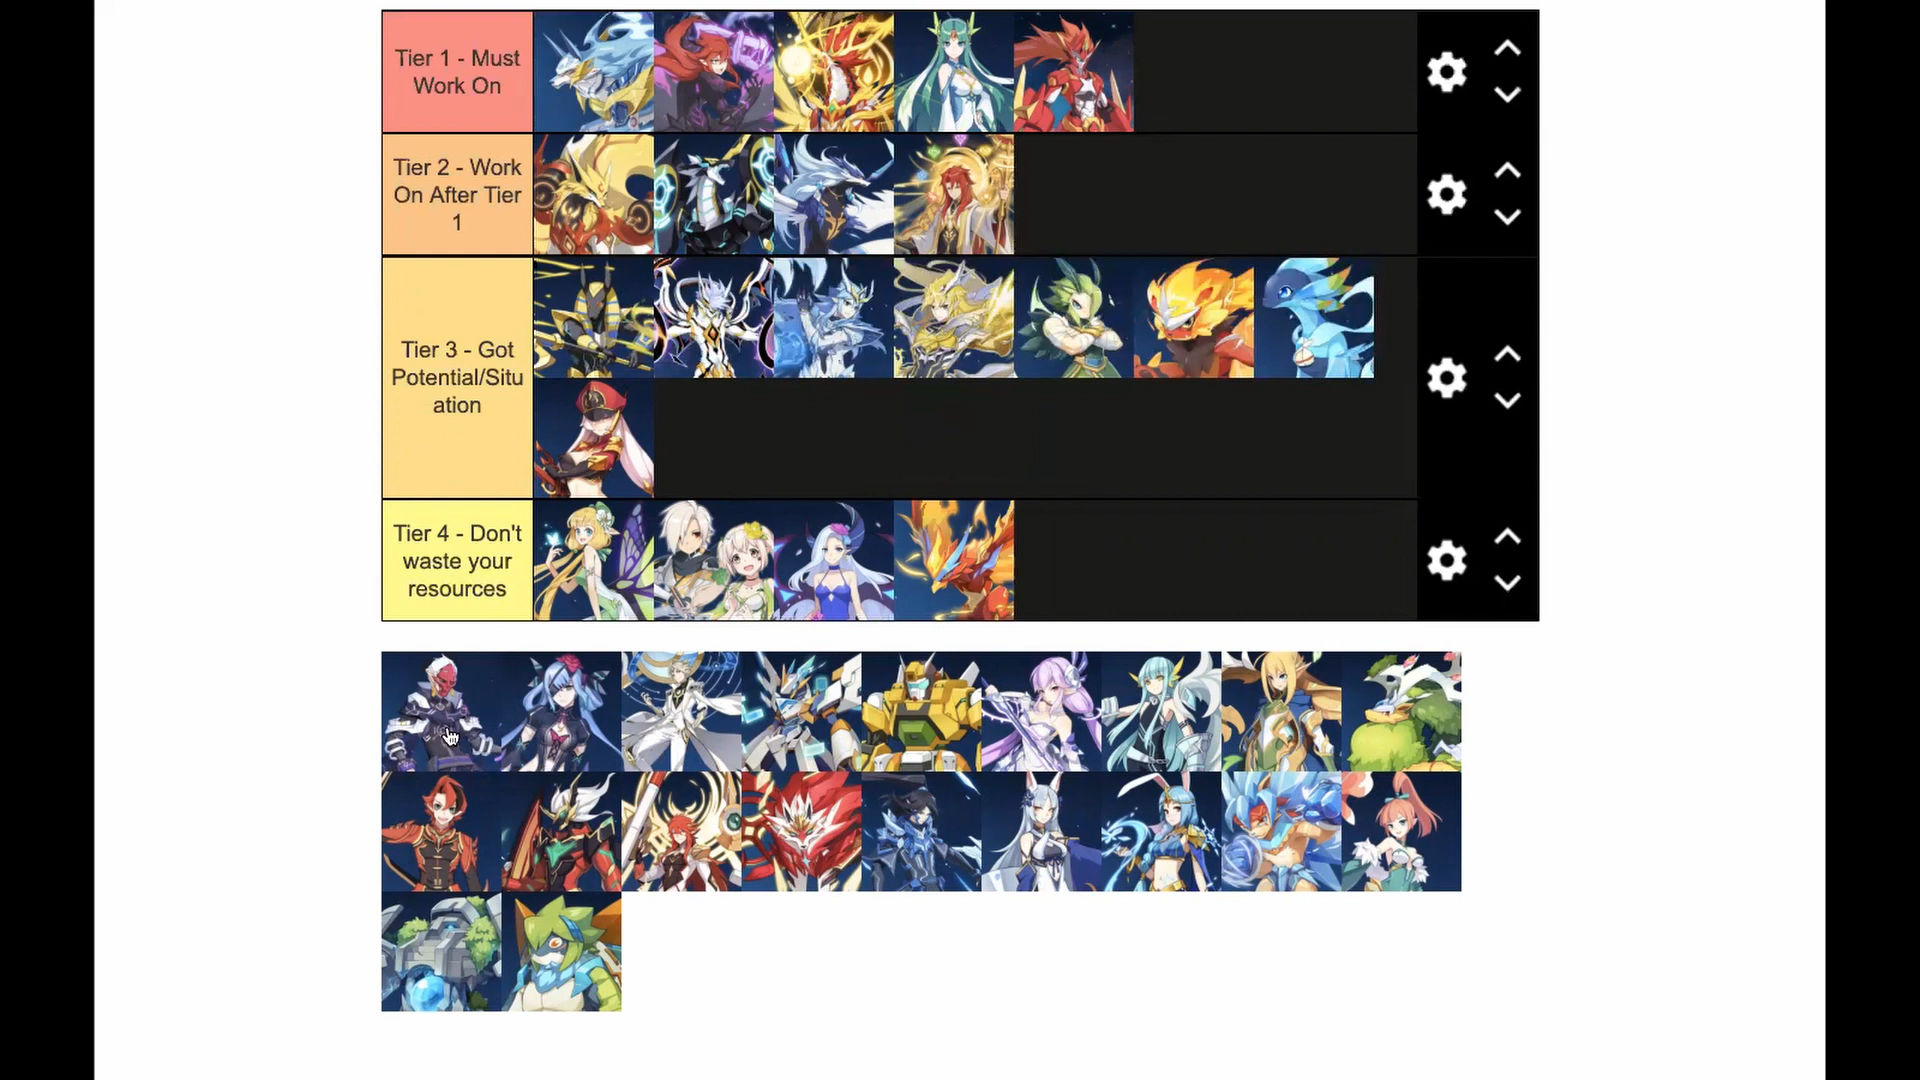 Tier 1 - Must
Work On
Tier 2 - Work
On After Tier
1
Tier 3 - Got
Potential/Situ
ation
Tier 4 - Don't
waste your
resources